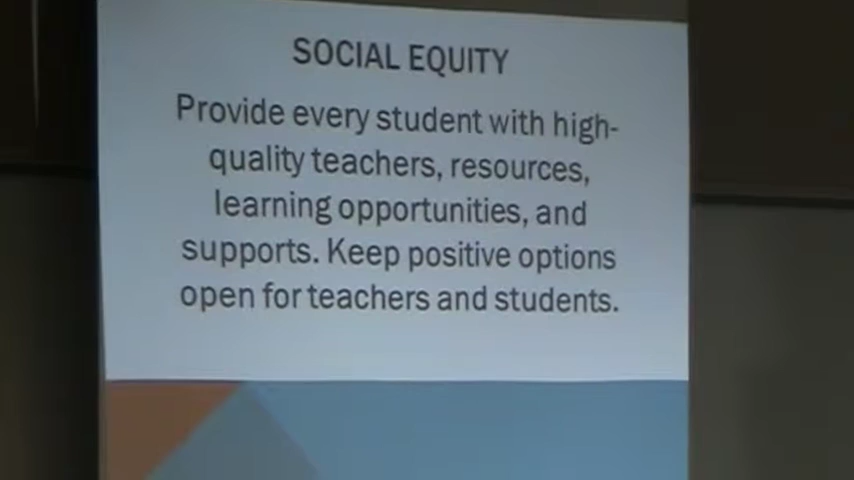 SOCIAL EQUITY
Provide every student with high-
quality teachers, resources,
learning opportunities, and
supports. Keep positive options
open for teachers and students.